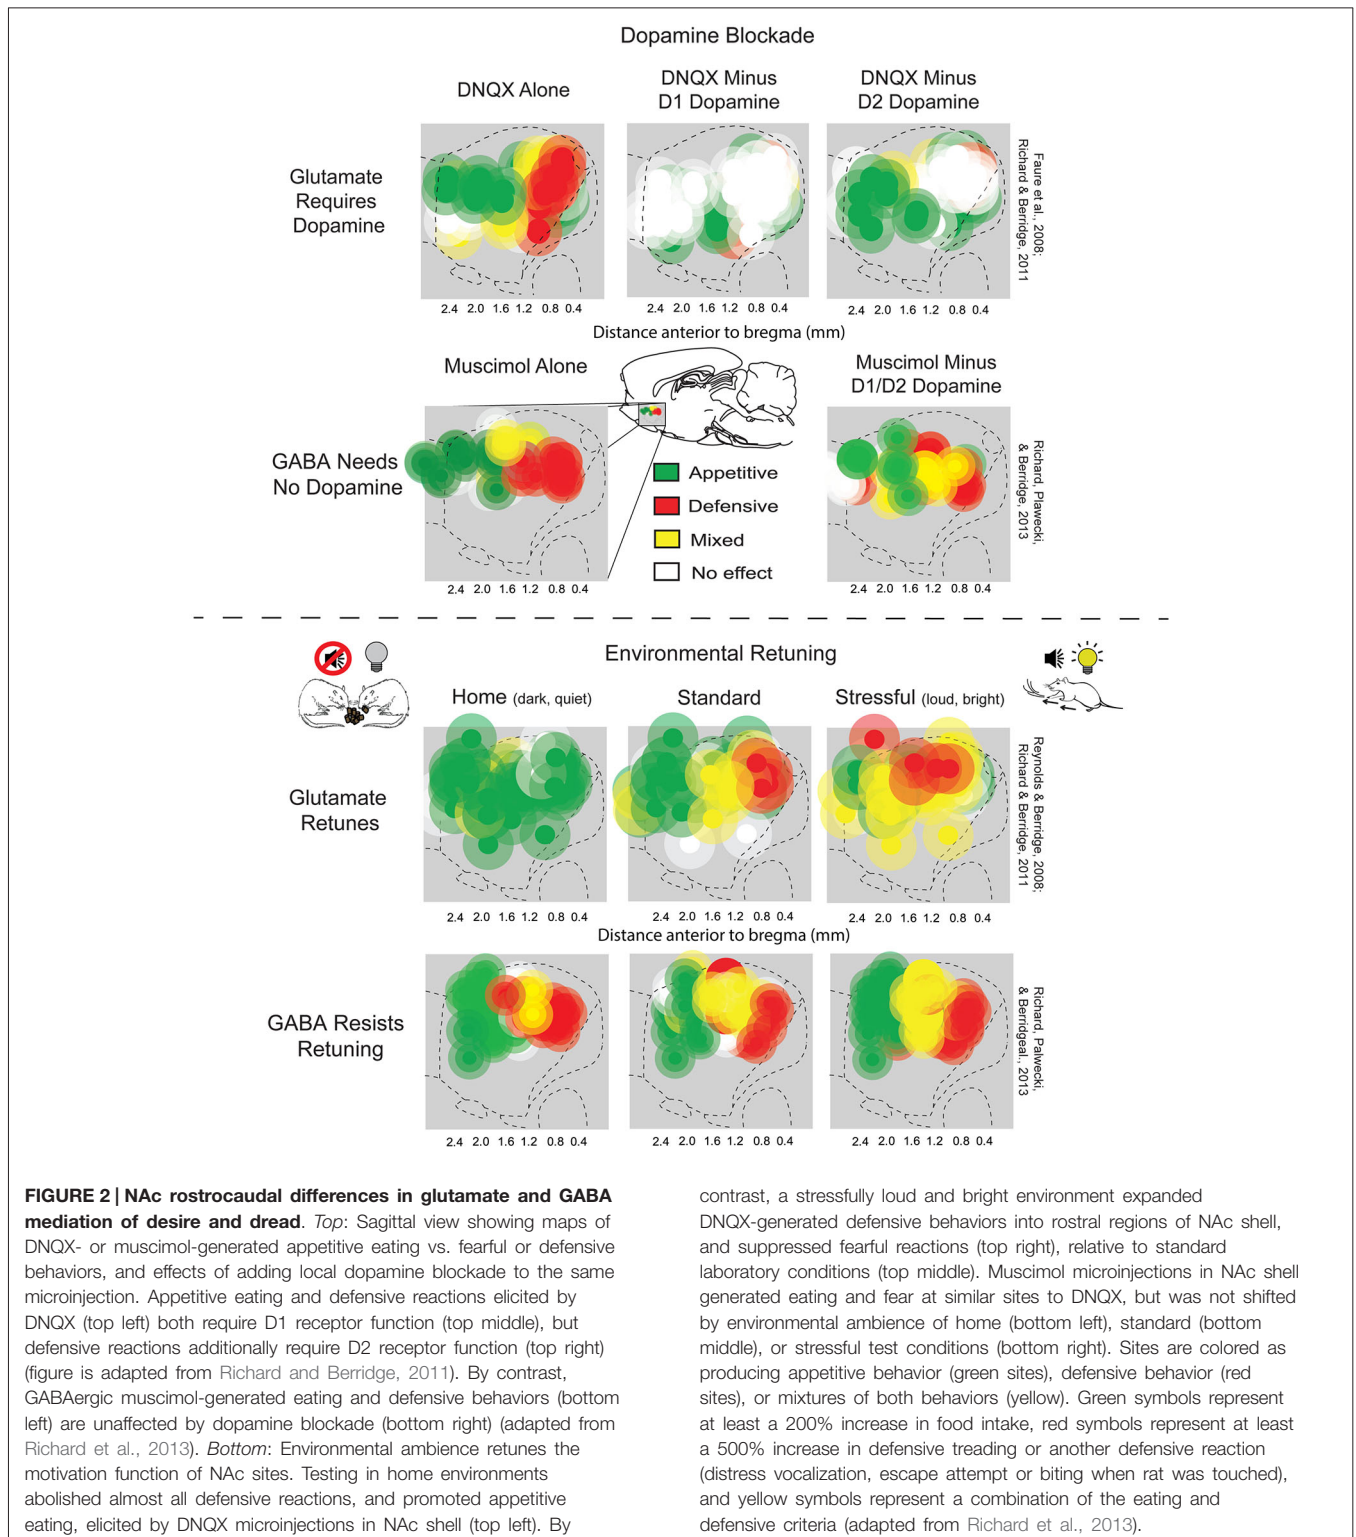 Dopamine Blockade
DNQX Alone
DNQX Minus
D1 Dopamine
DNQX Minus
D2 Dopamine
Glutamate
Requires
Dopamine
Faure et al., 2008;
Richard & Berridge, 2011
2.4 2.0 1.6 1.2 0.8 0.4
2.4 2.0 1.6 1.2 0.8 0.4
2.4 2.0 1.6 1.2 0.8 0.4
Distance anterior to bregma (mm)
Muscimol Alone
Muscimol Minus
D1/D2 Dopamine
GABA Needs
No Dopamine
Appetitive
Defensive
Mixed
No effect
Richard, Plawecki,
& Berridge, 2013
2.4 2.0 1.6 1.2 0.8 0.4
2.4 2.0 1.6 1.2 0.8 0.4
Environmental Retuning
Home (dark, quiet)
Standard
Stressful (loud, bright)
Glutamate
Retunes
Reynolds & Berridge, 2008;
Richard & Berridge, 2011
2.4 2.0 1.6 1.2 0.8 0.4
2.4 2.0 1.6 1.2 0.8 0.4
2.4 2.0 1.6 1.2 0.8 0.4
Distance anterior to bregma (mm)
GABA Resists
Retuning
Richard, Palwecki,
& Berridgeal., 2013
2.4 2.0 1.6 1.2 0.8 0.4
2.4 2.0 1.6 1.2 0.8 0.4
2.4 2.0 1.6 1.2 0.8 0.4
FIGURE 2 | NAc rostrocaudal differences in glutamate and GABA
mediation of desire and dread. Top: Sagittal view showing maps of
DNQX- or muscimol-generated appetitive eating vs. fearful or defensive
behaviors, and effects of adding local dopamine blockade to the same
microinjection. Appetitive eating and defensive reactions elicited by
DNQX (top left) both require D1 receptor function (top middle), but
defensive reactions additionally require D2 receptor function (top right)
(figure is adapted from Richard and Berridge, 2011). By contrast,
GABAergic muscimol-generated eating and defensive behaviors (bottom
left) are unaffected by dopamine blockade (bottom right) (adapted from
Richard et al., 2013). Bottom: Environmental ambience retunes the
motivation function of NAc sites. Testing in home environments
abolished almost all defensive reactions, and promoted appetitive
eating, elicited by DNQX microinjections in NAc shell (top left). By
contrast, a stressfully loud and bright environment expanded
DNQX-generated defensive behaviors into rostral regions of NAc shell,
and suppressed fearful reactions (top right), relative to standard
laboratory conditions (top middle). Muscimol microinjections in NAc shell
generated eating and fear at similar sites to DNQX, but was not shifted
by environmental ambience of home (bottom left), standard (bottom
middle), or stressful test conditions (bottom right). Sites are colored as
producing appetitive behavior (green sites), defensive behavior (red
sites), or mixtures of both behaviors (yellow). Green symbols represent
at least a 200% increase in food intake, red symbols represent at least
a 500% increase in defensive treading or another defensive reaction
(distress vocalization, escape attempt or biting when rat was touched),
and yellow symbols represent a combination of the eating and
defensive criteria (adapted from Richard et al., 2013).